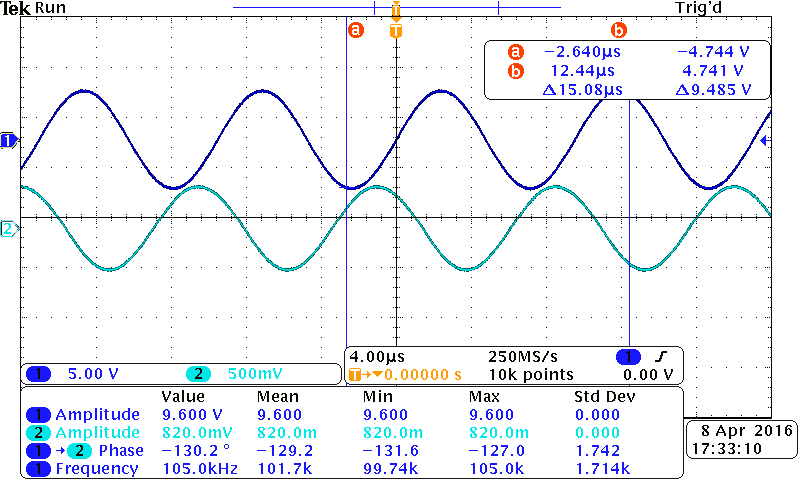 Tek Run Trig'd
T
a b
T
a −2.640µs −4.744 V
b 12.44µs 4.741 V
Δ15.08µs Δ9.485 V
1
2
1 5.00 V 2 500mV
4.00µs 250MS/s 1 ƒ
T→▼0.00000 s 10k points 0.00 V
Value Mean Min Max Std Dev
1 Amplitude 9.600 V 9.600 9.600 9.600 0.000
2 Amplitude 820.0mV 820.0m 820.0m 820.0m 0.000
1 → 2 Phase −130.2 ° −129.2 −131.6 −127.0 1.742
1 Frequency 105.0kHz 101.7k 99.74k 105.0k 1.714k
8 Apr 2016
17:33:10